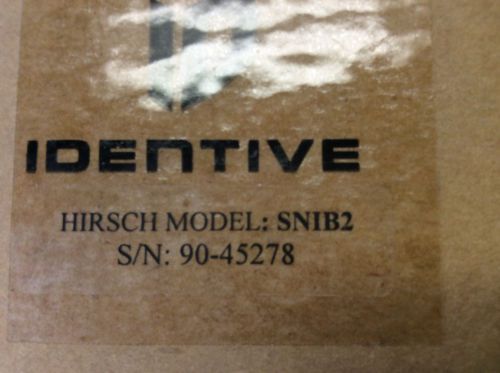 IDENTIVE
HIRSCH MODEL: SNIB2
S/N: 90-45278